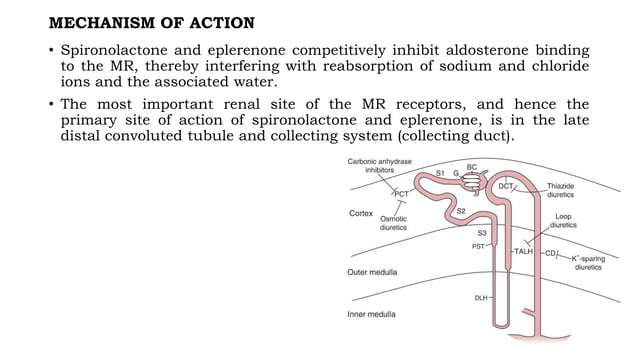 MECHANISM OF ACTION
• Spironolactone and eplerenone competitively inhibit aldosterone binding
to the MR, thereby interfering with reabsorption of sodium and chloride
ions and the associated water.
• The most important renal site of the MR receptors, and hence the
primary site of action of spironolactone and eplerenone, is in the late
distal convoluted tubule and collecting system (collecting duct).
Carbonic anhydrase
inhibitors
S1
G
BC
PCT
DCT
Thiazide
diuretics
Cortex
Osmotic
diuretics
S2
Loop
diuretics
S3
PST
TALH
CD
K+-sparing
diuretics
Outer medulla
DLH
Inner medulla